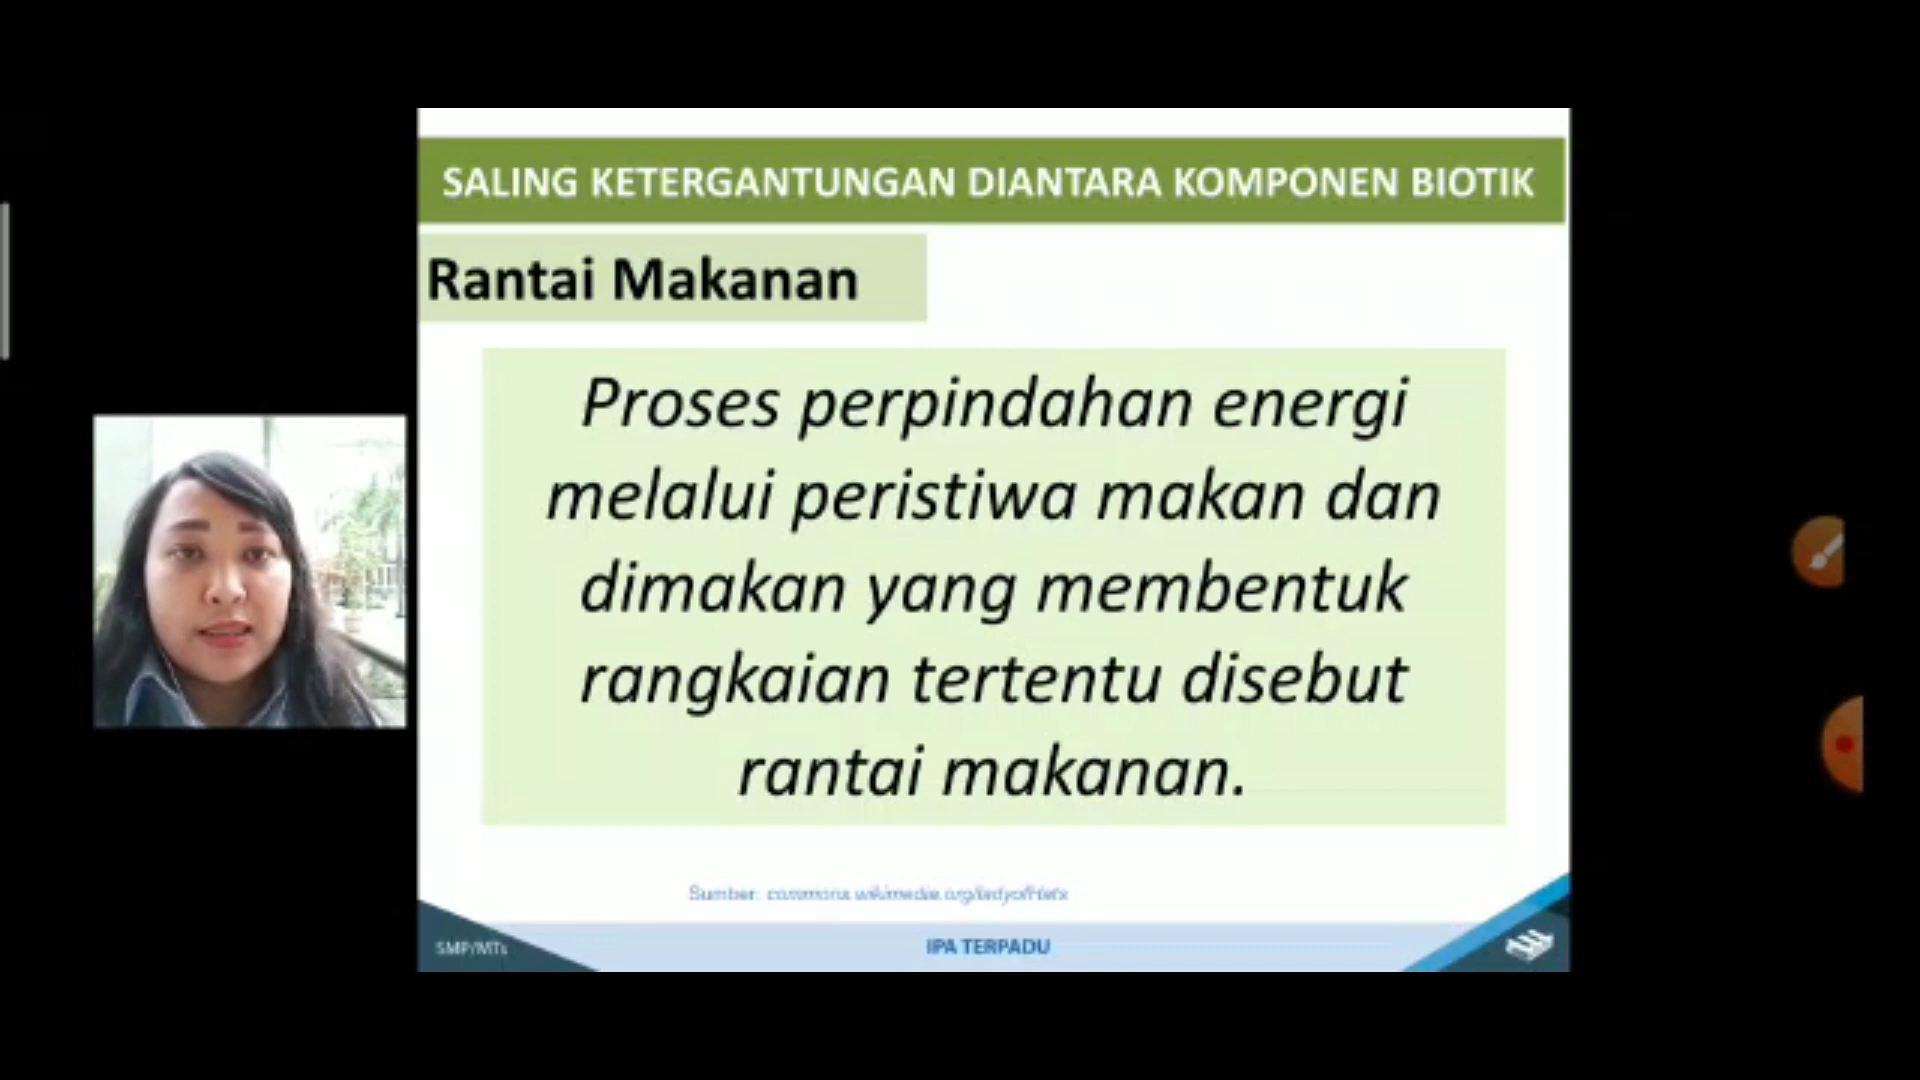 SALING KETERGANTUNGAN DIANTARA KOMPONEN BIOTIK
Rantai Makanan
Proses perpindahan energi
melalui peristiwa makan dan
dimakan yang membentuk
rangkaian tertentu disebut
rantai makanan.
Sumber: commons.wikimedia.org/ladyofHats
SMP/MTs
IPA TERPADU